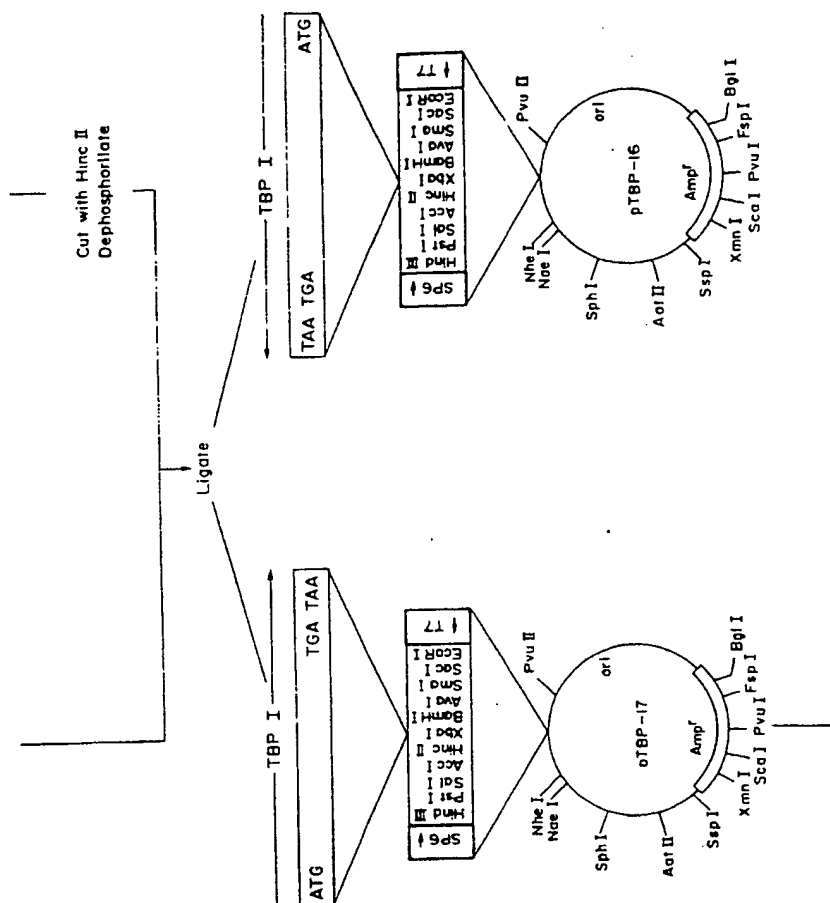 Cut with Hinc II
Dephosphorilate
Ligate
TBP I
ATG
TGA TAA
SP6
Hind III
Pst I
Sal I
Acc I
Hinc II
Xba I
BamH I
Ava I
Sma I
Sac I
EcoR I
T7
Nhe I
Nae I
Sph I
Aat II
Ssp I
Xmn I
Sca I
Pvu I
Fsp I
Bgl I
Pvu II
ori
Ampr
oTBP-17
TBP I
TAA TGA
ATG
SP6
Hind III
Pst I
Sal I
Acc I
Hinc II
Xba I
BamH I
Ava I
Sma I
Sac I
EcoR I
T7
Nhe I
Nae I
Sph I
Aat II
Ssp I
Xmn I
Sca I
Pvu I
Fsp I
Bgl I
Pvu II
ori
Ampr
pTBP-16